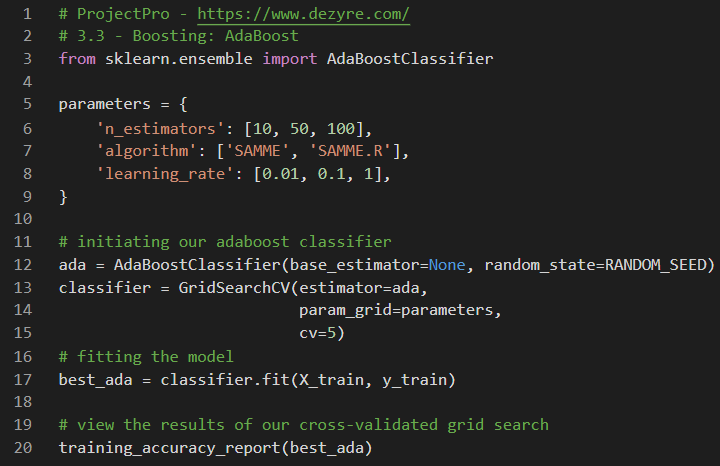 1 # ProjectPro - https://www.dezyre.com/
2 # 3.3 - Boosting: AdaBoost
3 from sklearn.ensemble import AdaBoostClassifier
4
5 parameters = {
6     'n_estimators': [10, 50, 100],
7     'algorithm': ['SAMME', 'SAMME.R'],
8     'learning_rate': [0.01, 0.1, 1],
9 }
10
11 # initiating our adaboost classifier
12 ada = AdaBoostClassifier(base_estimator=None, random_state=RANDOM_SEED)
13 classifier = GridSearchCV(estimator=ada,
14                           param_grid=parameters,
15                           cv=5)
16 # fitting the model
17 best_ada = classifier.fit(X_train, y_train)
18
19 # view the results of our cross-validated grid search
20 training_accuracy_report(best_ada)